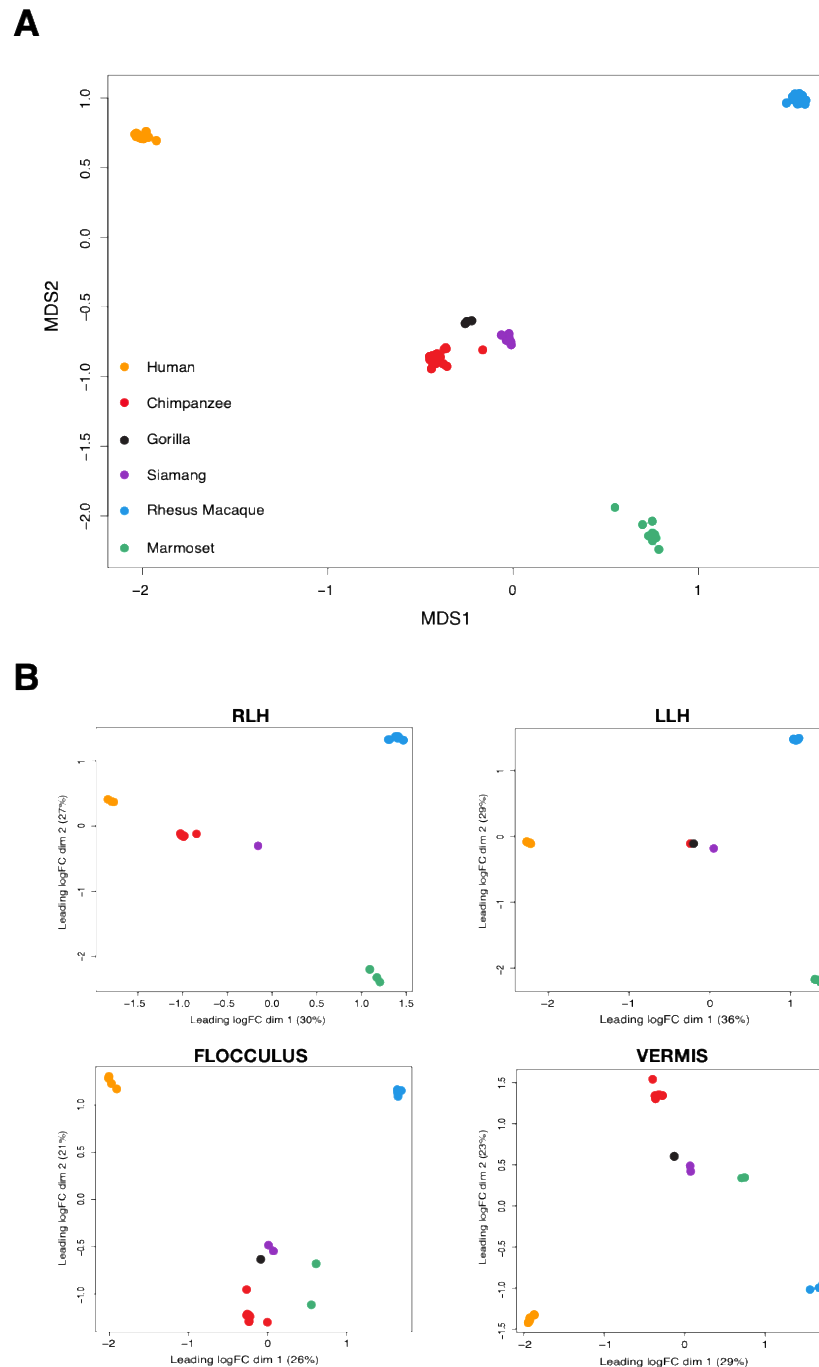 A
MDS2
1.0
0.5
0.0
−0.5
−1.0
−1.5
−2.0
Human
Chimpanzee
Gorilla
Siamang
Rhesus Macaque
Marmoset
−2
−1
0
1
MDS1
B
RLH
Leading logFC dim 2 (27%)
1
0
−1
−2
−1.5
−1.0
−0.5
0.0
0.5
1.0
1.5
Leading logFC dim 1 (30%)
LLH
Leading logFC dim 2 (29%)
1
0
−1
−2
−2
−1
0
1
Leading logFC dim 1 (36%)
FLOCCULUS
Leading logFC dim 2 (21%)
1.0
0.5
0.0
−0.5
−1.0
−2
−1
0
1
Leading logFC dim 1 (26%)
VERMIS
Leading logFC dim 2 (23%)
1.5
1.0
0.5
0.0
−0.5
−1.0
−1.5
−2
−1
0
1
Leading logFC dim 1 (29%)